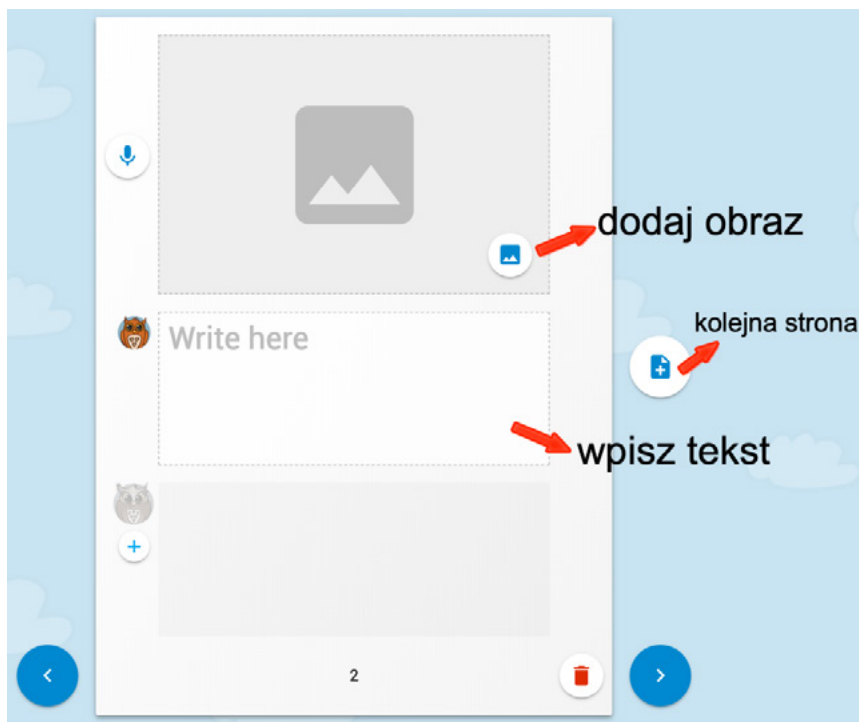 dodaj obraz
kolejna strona
Write here
wpisz tekst
2